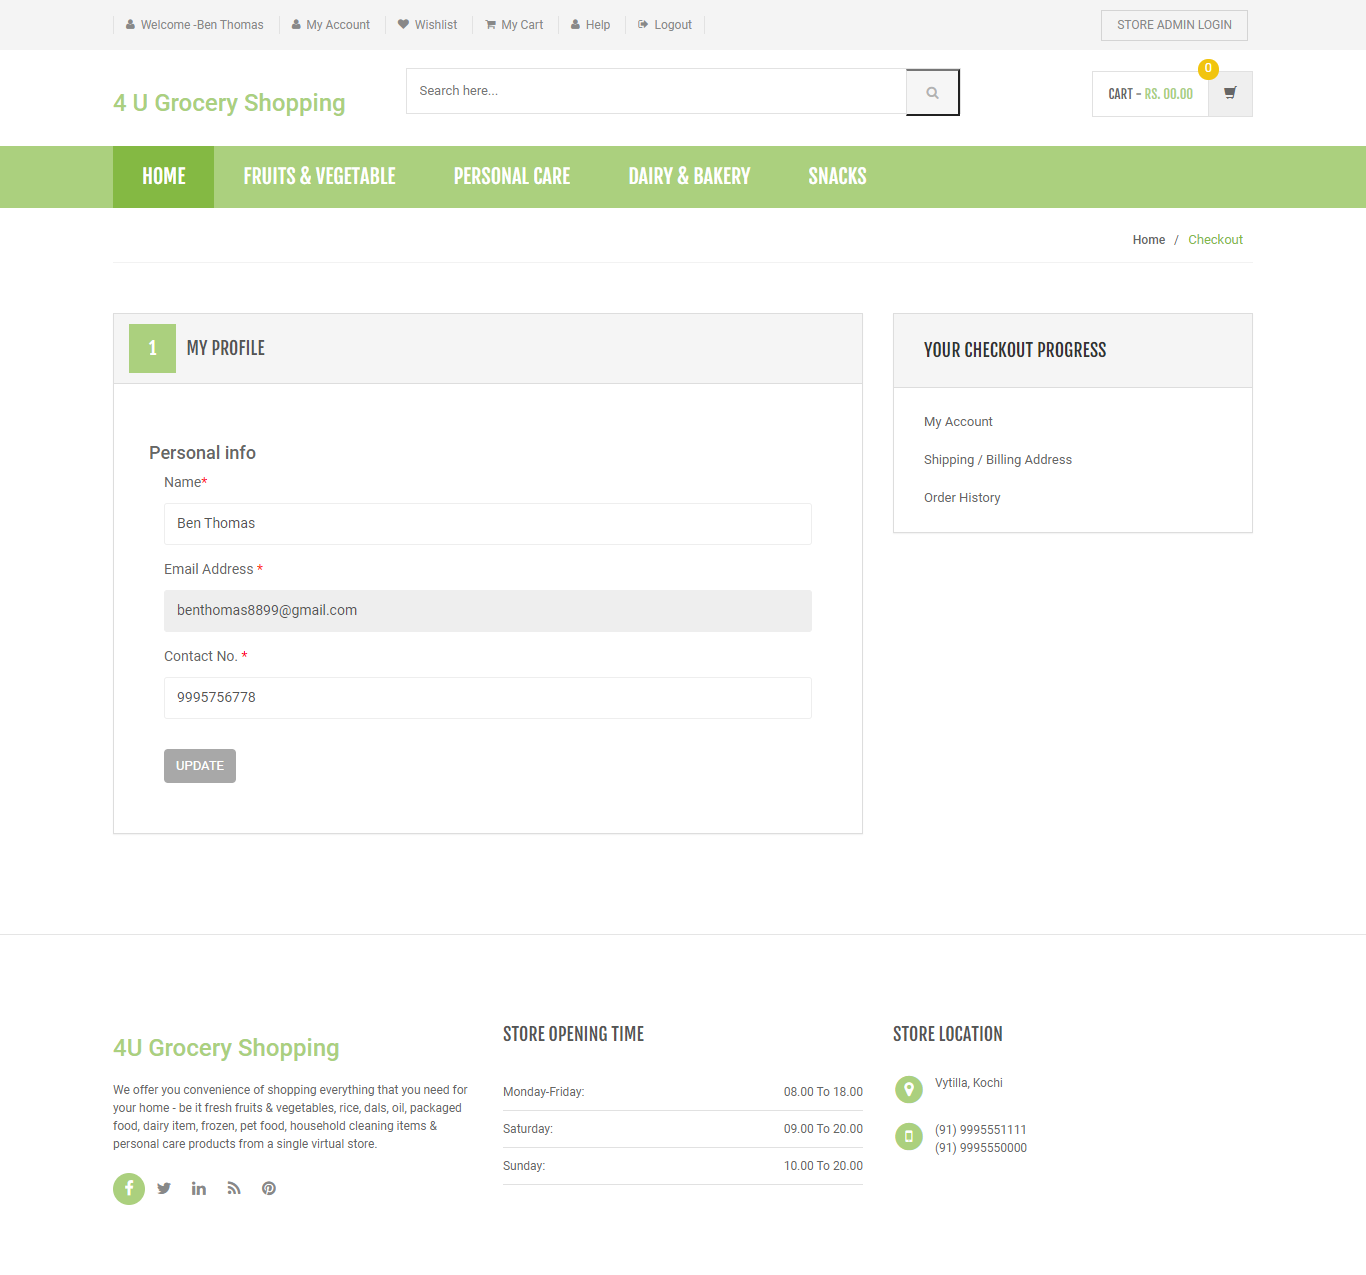 Welcome -Ben Thomas
My Account
Wishlist
My Cart
Help
Logout
STORE ADMIN LOGIN
4 U Grocery Shopping
Search here...
CART - RS. 00.00
0
HOME
FRUITS & VEGETABLE
PERSONAL CARE
DAIRY & BAKERY
SNACKS
Home / Checkout
1 MY PROFILE
Personal info
Name*
Ben Thomas
Email Address *
benthomas8899@gmail.com
Contact No. *
9995756778
UPDATE
YOUR CHECKOUT PROGRESS
My Account
Shipping / Billing Address
Order History
4U Grocery Shopping
We offer you convenience of shopping everything that you need for
your home - be it fresh fruits & vegetables, rice, dals, oil, packaged
food, dairy item, frozen, pet food, household cleaning items &
personal care products from a single virtual store.
STORE OPENING TIME
Monday-Friday: 08.00 To 18.00
Saturday: 09.00 To 20.00
Sunday: 10.00 To 20.00
STORE LOCATION
Vytilla, Kochi
(91) 9995551111
(91) 9995550000